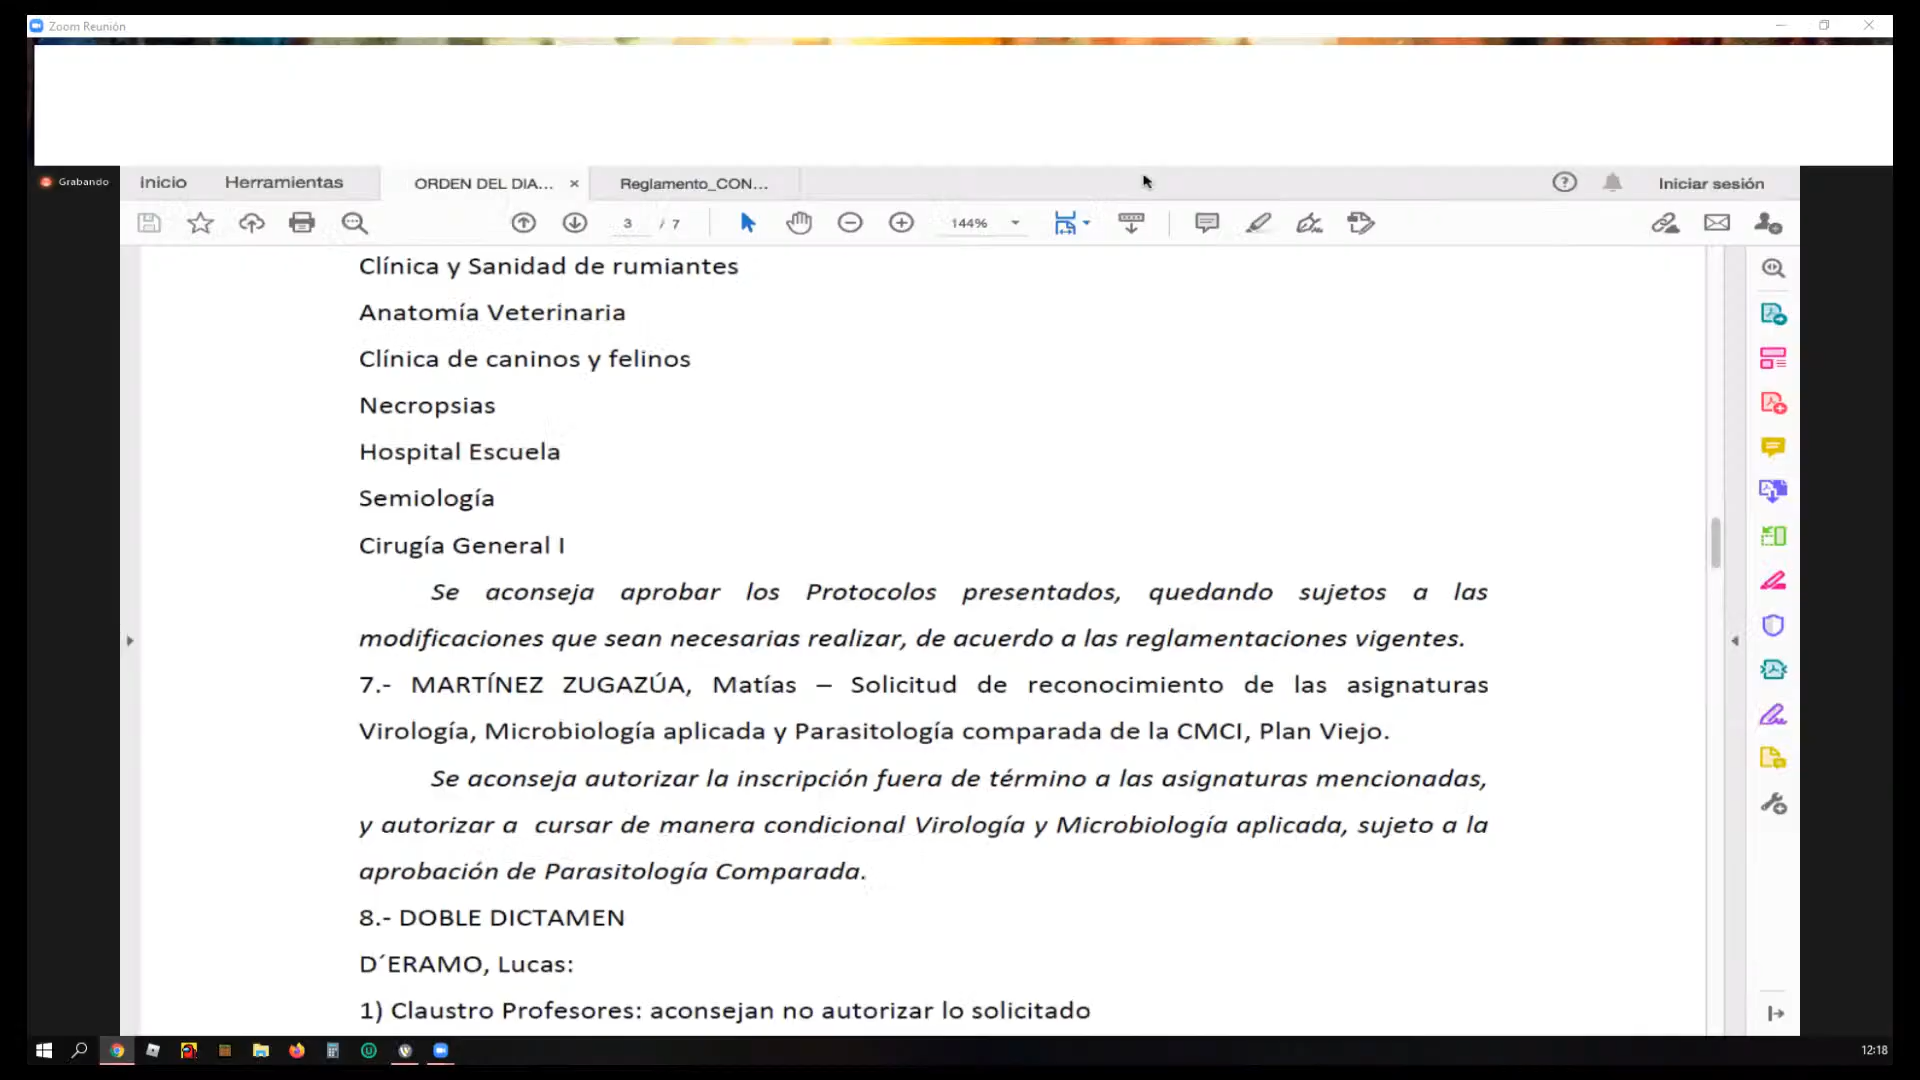 Zoom Reunión
Grabando
Inicio Herramientas ORDEN DEL DIA... × Reglamento_CON... Iniciar sesión
3 / 7 144%
Clínica y Sanidad de rumiantes
Anatomía Veterinaria
Clínica de caninos y felinos
Necropsias
Hospital Escuela
Semiología
Cirugía General I
Se aconseja aprobar los Protocolos presentados, quedando sujetos a las
modificaciones que sean necesarias realizar, de acuerdo a las reglamentaciones vigentes.
7.- MARTÍNEZ ZUGAZÚA, Matías – Solicitud de reconocimiento de las asignaturas
Virología, Microbiología aplicada y Parasitología comparada de la CMCI, Plan Viejo.
Se aconseja autorizar la inscripción fuera de término a las asignaturas mencionadas,
y autorizar a cursar de manera condicional Virología y Microbiología aplicada, sujeto a la
aprobación de Parasitología Comparada.
8.- DOBLE DICTAMEN
D´ERAMO, Lucas:
1) Claustro Profesores: aconsejan no autorizar lo solicitado
12:18